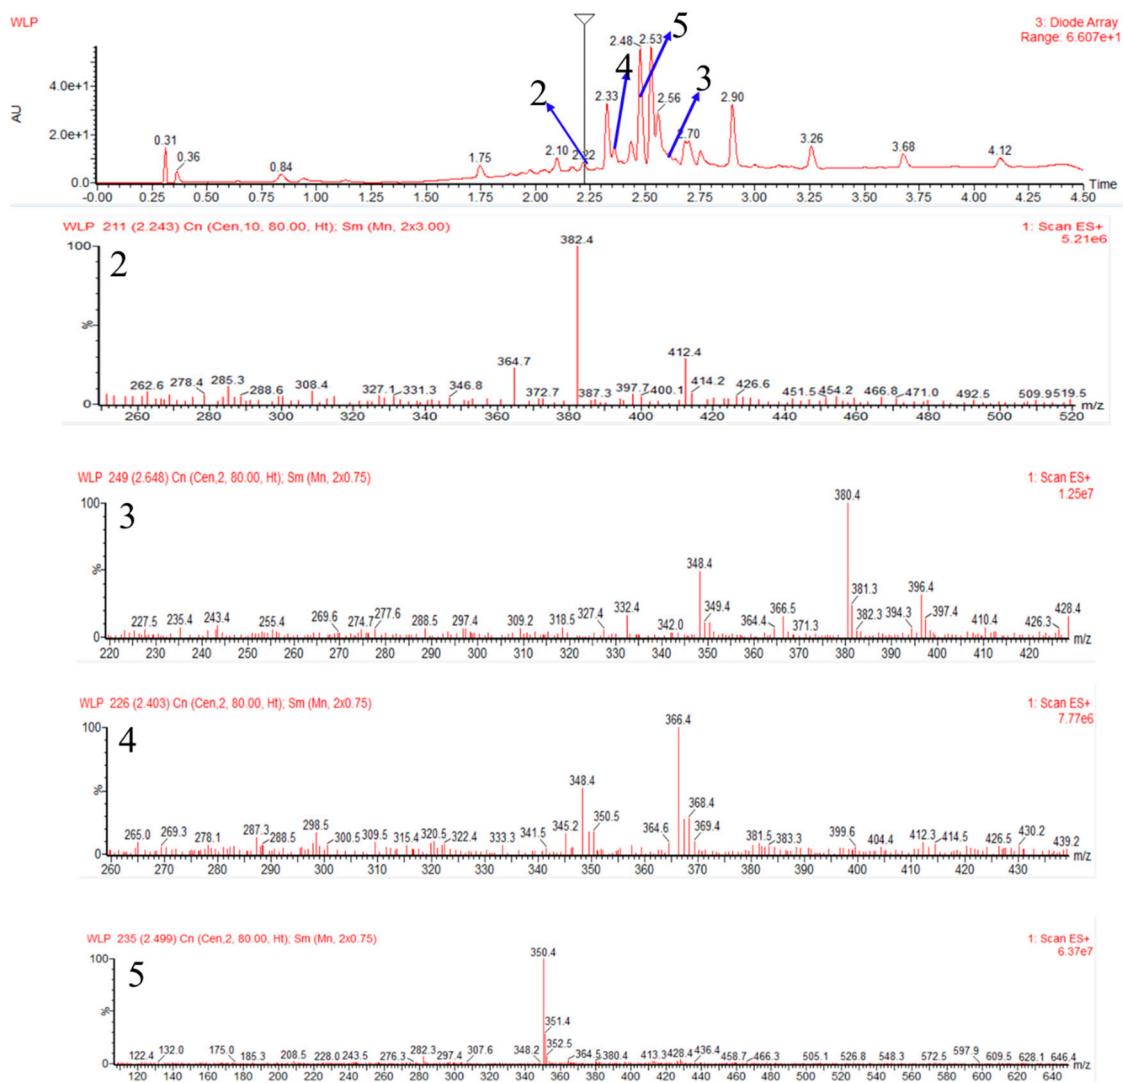 WLP
3: Diode Array
Range: 6.607e+1
5
2.48
2.53
4
3
2
2.33
2.56
2.90
2.70
0.31
0.36
0.84
1.75
2.10
2.22
3.26
3.68
4.12
AU
4.0e+1
2.0e+1
0.0
-0.00 0.25 0.50 0.75 1.00 1.25 1.50 1.75 2.00 2.25 2.50 2.75 3.00 3.25 3.50 3.75 4.00 4.25 4.50
Time
WLP 211 (2.243) Cn (Cen,10, 80.00, Ht); Sm (Mn, 2x3.00)
1: Scan ES+
5.21e6
100
2
%
0
382.4
364.7
412.4
262.6 278.4 285.3 288.6 308.4 327.1 331.3 346.8 372.7 387.3 397.7 400.1 414.2 426.6 451.5 454.2 466.8 471.0 492.5 509.9 519.5
m/z
260 280 300 320 340 360 380 400 420 440 460 480 500 520
WLP 249 (2.648) Cn (Cen,2, 80.00, Ht); Sm (Mn, 2x0.75)
1: Scan ES+
1.25e7
100
3
%
0
380.4
348.4
381.3
396.4
227.5 235.4 243.4 255.4 269.6 274.7 277.6 288.5 297.4 309.2 318.5 327.4 332.4 342.0 349.4 364.4 366.5 371.3 382.3 394.3 397.4 410.4 426.3 428.4
m/z
220 230 240 250 260 270 280 290 300 310 320 330 340 350 360 370 380 390 400 410 420
WLP 226 (2.403) Cn (Cen,2, 80.00, Ht); Sm (Mn, 2x0.75)
1: Scan ES+
7.77e6
100
4
%
0
366.4
348.4
368.4
265.0 269.3 278.1 287.3 288.5 298.5 300.5 309.5 315.4 320.5 322.4 333.3 341.5 345.2 350.5 364.6 369.4 381.5 383.3 399.6 404.4 412.3 414.5 426.5 430.2 439.2
m/z
260 270 280 290 300 310 320 330 340 350 360 370 380 390 400 410 420 430
WLP 235 (2.499) Cn (Cen,2, 80.00, Ht); Sm (Mn, 2x0.75)
1: Scan ES+
6.37e7
100
5
%
0
350.4
351.4
352.5
122.4 132.0 175.0 185.3 208.5 228.0 243.5 276.3 282.3 297.4 307.6 348.2 364.5 380.4 413.3 428.4 436.4 458.7 466.3 505.1 526.8 548.3 572.5 597.9 609.5 628.1 646.4
m/z
120 140 160 180 200 220 240 260 280 300 320 340 360 380 400 420 440 460 480 500 520 540 560 580 600 620 640